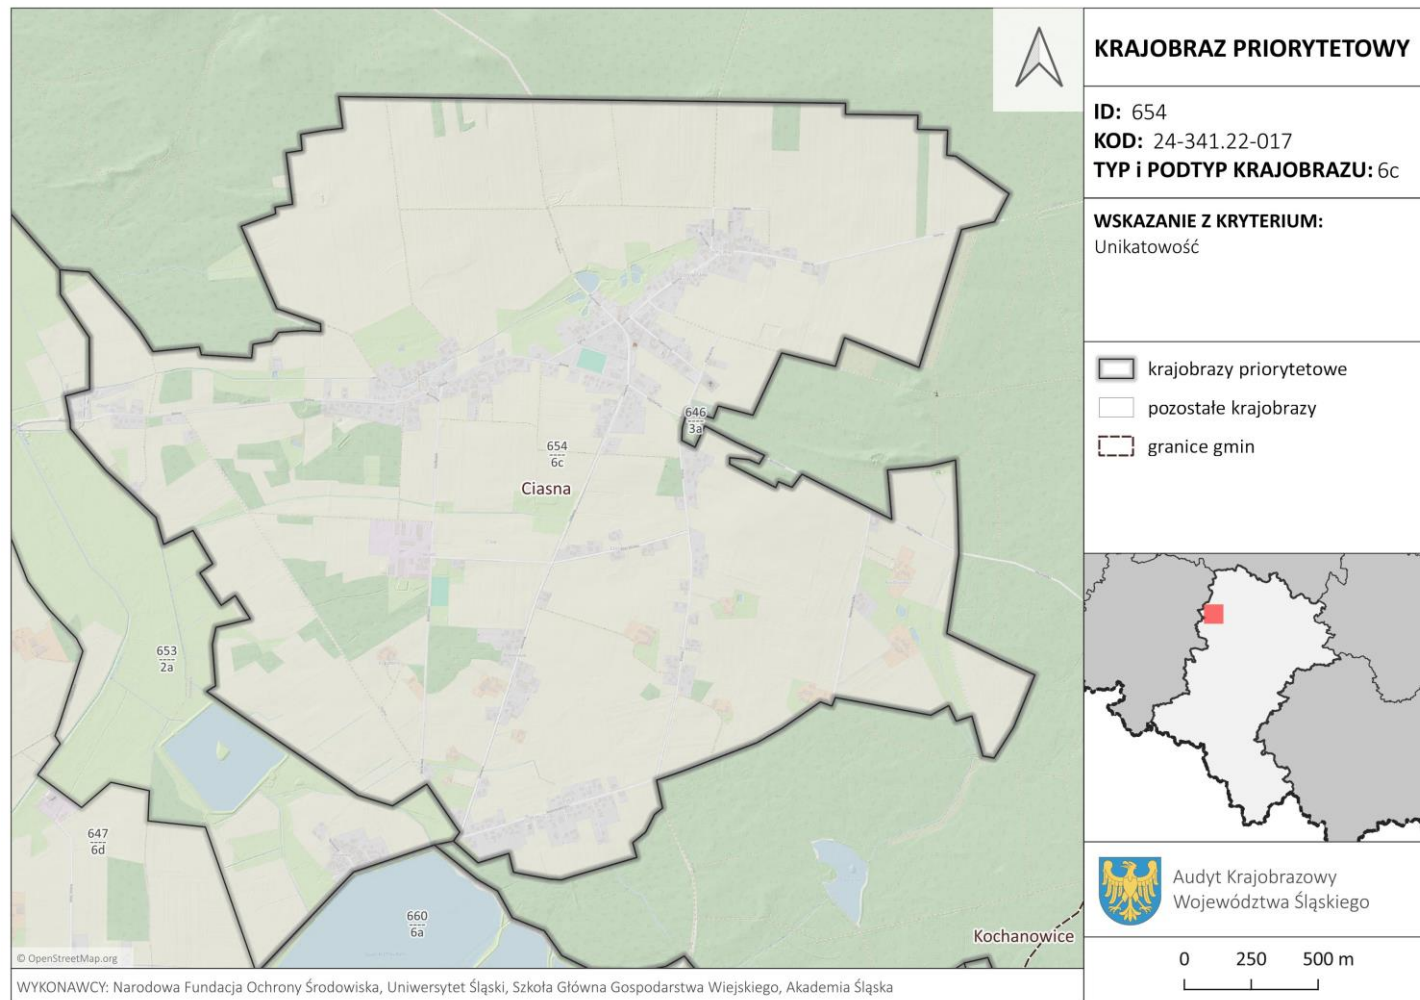 KRAJOBRAZ PRIORYTETOWY
ID: 654
KOD: 24-341.22-017
TYP i PODTYP KRAJOBRAZU: 6c
WSKAZANIE Z KRYTERIUM:
Unikatowość
krajobrazy priorytetowe
pozostałe krajobrazy
granice gmin
646
3a
654
6c
Ciasna
653
2a
647
6d
660
6a
Kochanowice
© OpenStreetMap.org
Audyt Krajobrazowy
Województwa Śląskiego
0 250 500 m
WYKONAWCY: Narodowa Fundacja Ochrony Środowiska, Uniwersytet Śląski, Szkoła Główna Gospodarstwa Wiejskiego, Akademia Śląska